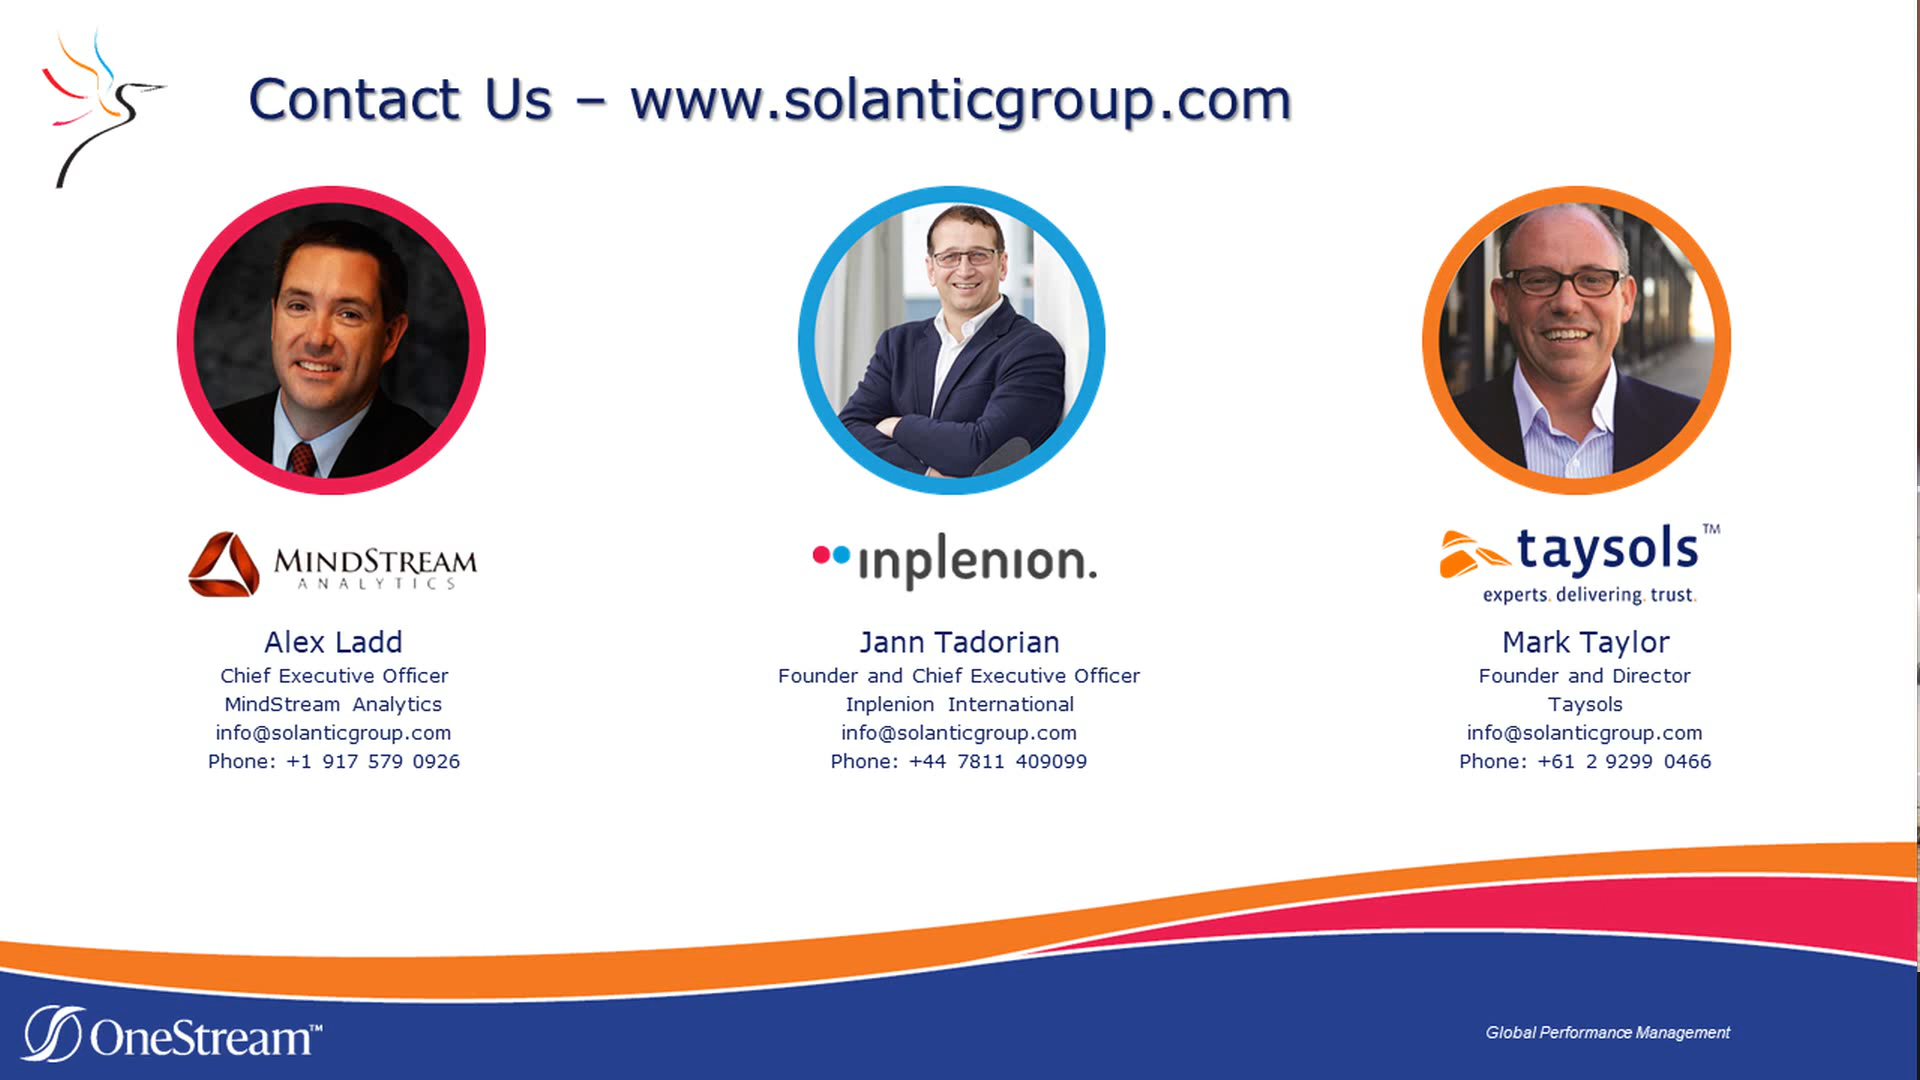 Contact Us – www.solanticgroup.com
MINDSTREAM
ANALYTICS
Alex Ladd
Chief Executive Officer
MindStream Analytics
info@solanticgroup.com
Phone: +1 917 579 0926
inplenion.
Jann Tadorian
Founder and Chief Executive Officer
Inplenion International
info@solanticgroup.com
Phone: +44 7811 409099
taysols™
experts. delivering. trust.
Mark Taylor
Founder and Director
Taysols
info@solanticgroup.com
Phone: +61 2 9299 0466
OneStream™
Global Performance Management